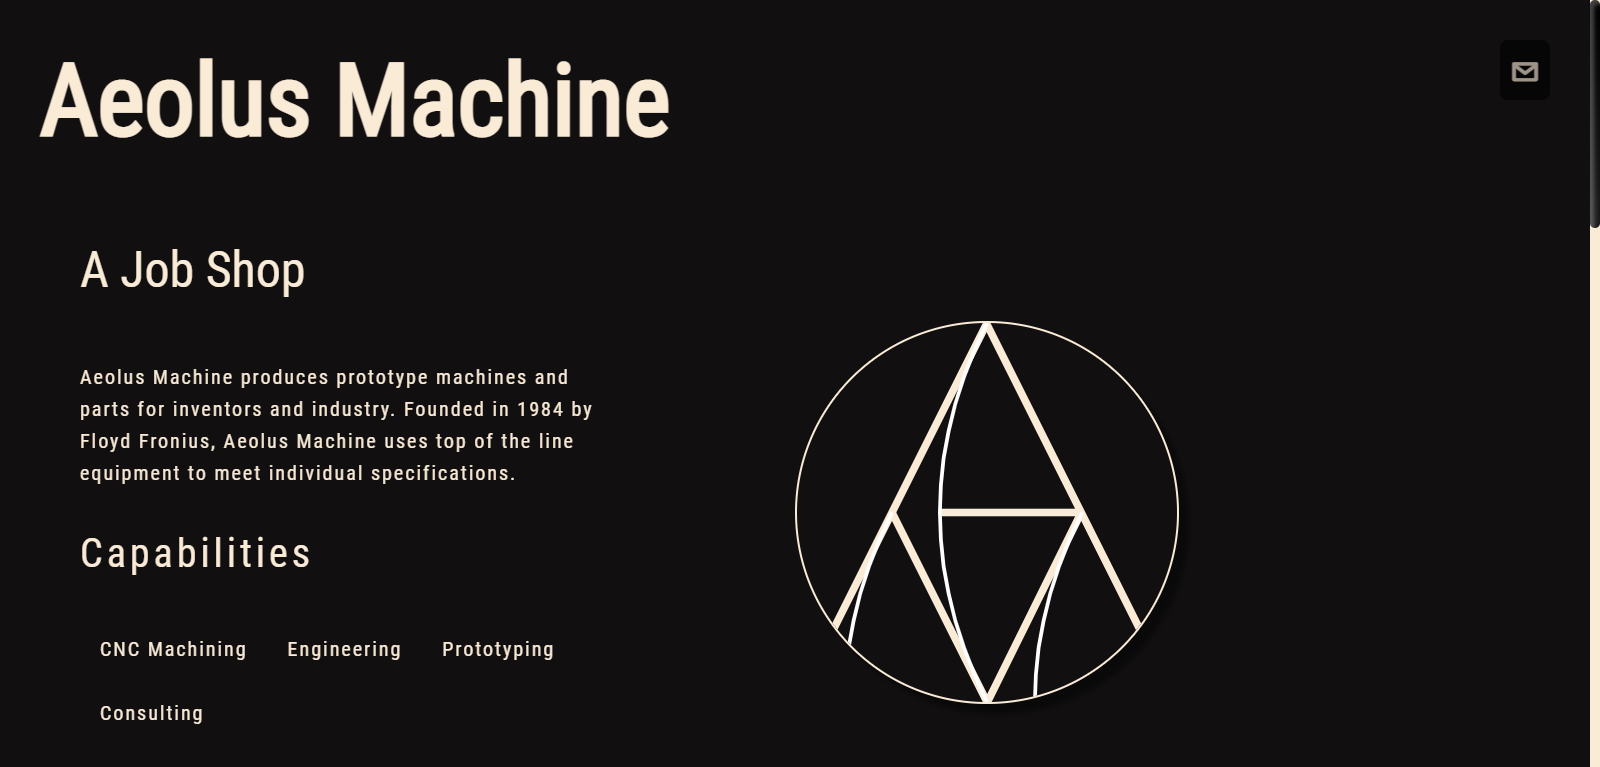 Aeolus Machine
A Job Shop
Aeolus Machine produces prototype machines and
parts for inventors and industry. Founded in 1984 by
Floyd Fronius, Aeolus Machine uses top of the line
equipment to meet individual specifications.
Capabilities
CNC Machining Engineering Prototyping
Consulting